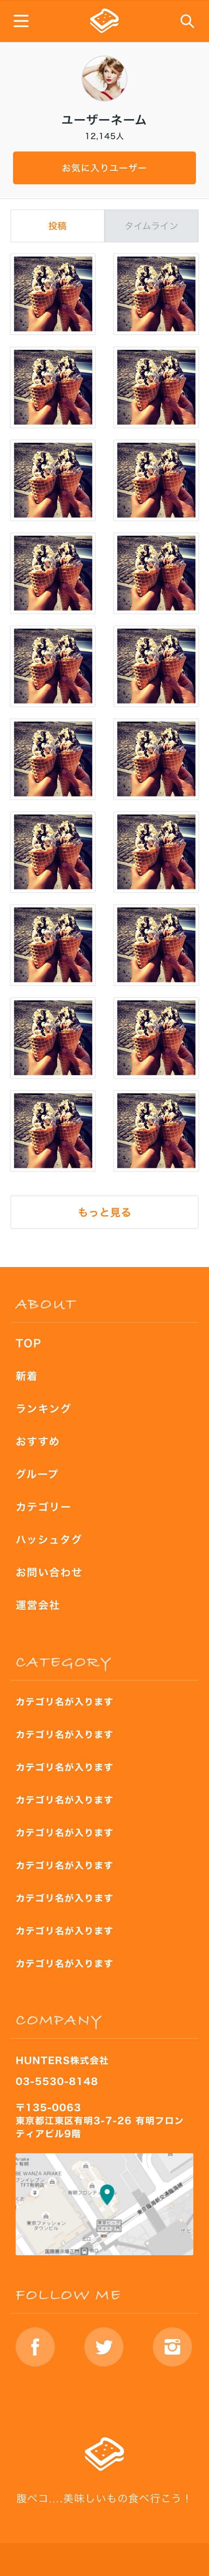 ユーザーネーム
12,145人
お気に入りユーザー
投稿
タイムライン
もっと見る
ABOUT
TOP
新着
ランキング
おすすめ
グループ
カテゴリー
ハッシュタグ
お問い合わせ
運営会社
CATEGORY
カテゴリ名が入ります
カテゴリ名が入ります
カテゴリ名が入ります
カテゴリ名が入ります
カテゴリ名が入ります
カテゴリ名が入ります
カテゴリ名が入ります
カテゴリ名が入ります
カテゴリ名が入ります
COMPANY
HUNTERS株式会社
03-5530-8148
〒135-0063
東京都江東区有明3-7-26 有明フロン
ティアビル9階
FOLLOW ME
腹ペコ....美味しいもの食べ行こう！